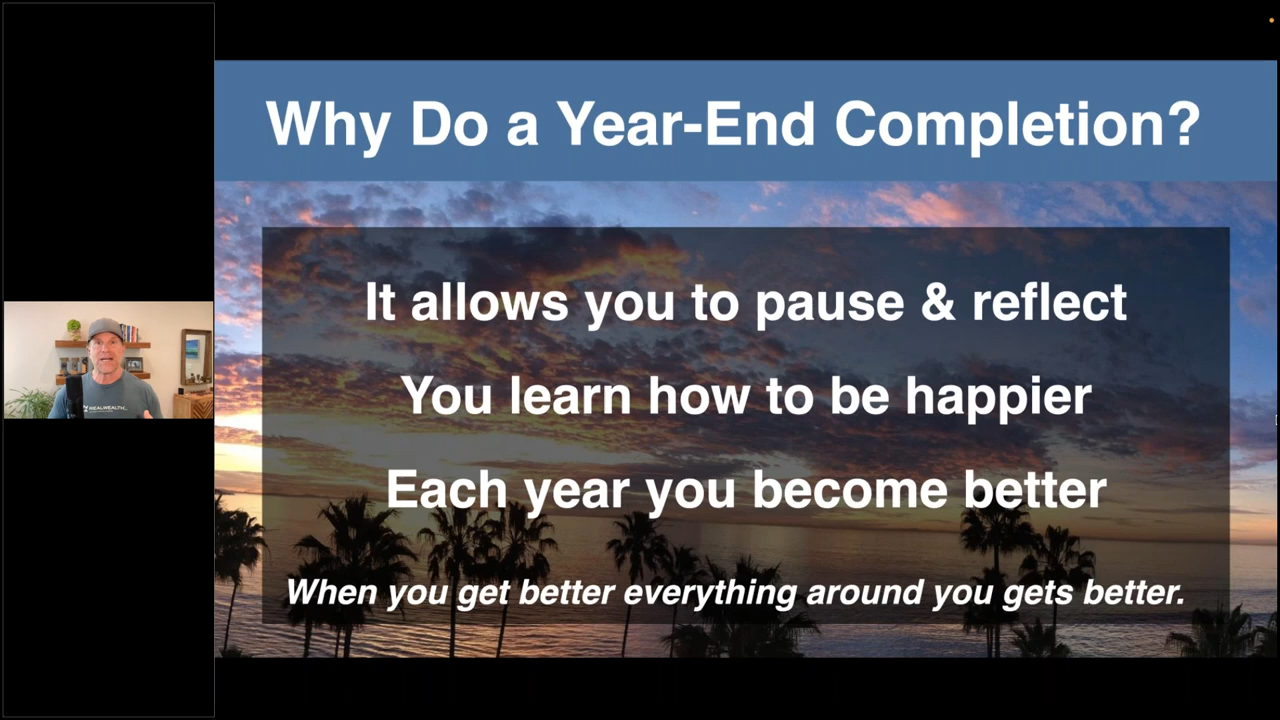 Why Do a Year-End Completion?
It allows you to pause & reflect
You learn how to be happier
Each year you become better
When you get better everything around you gets better.
REALWEALTH